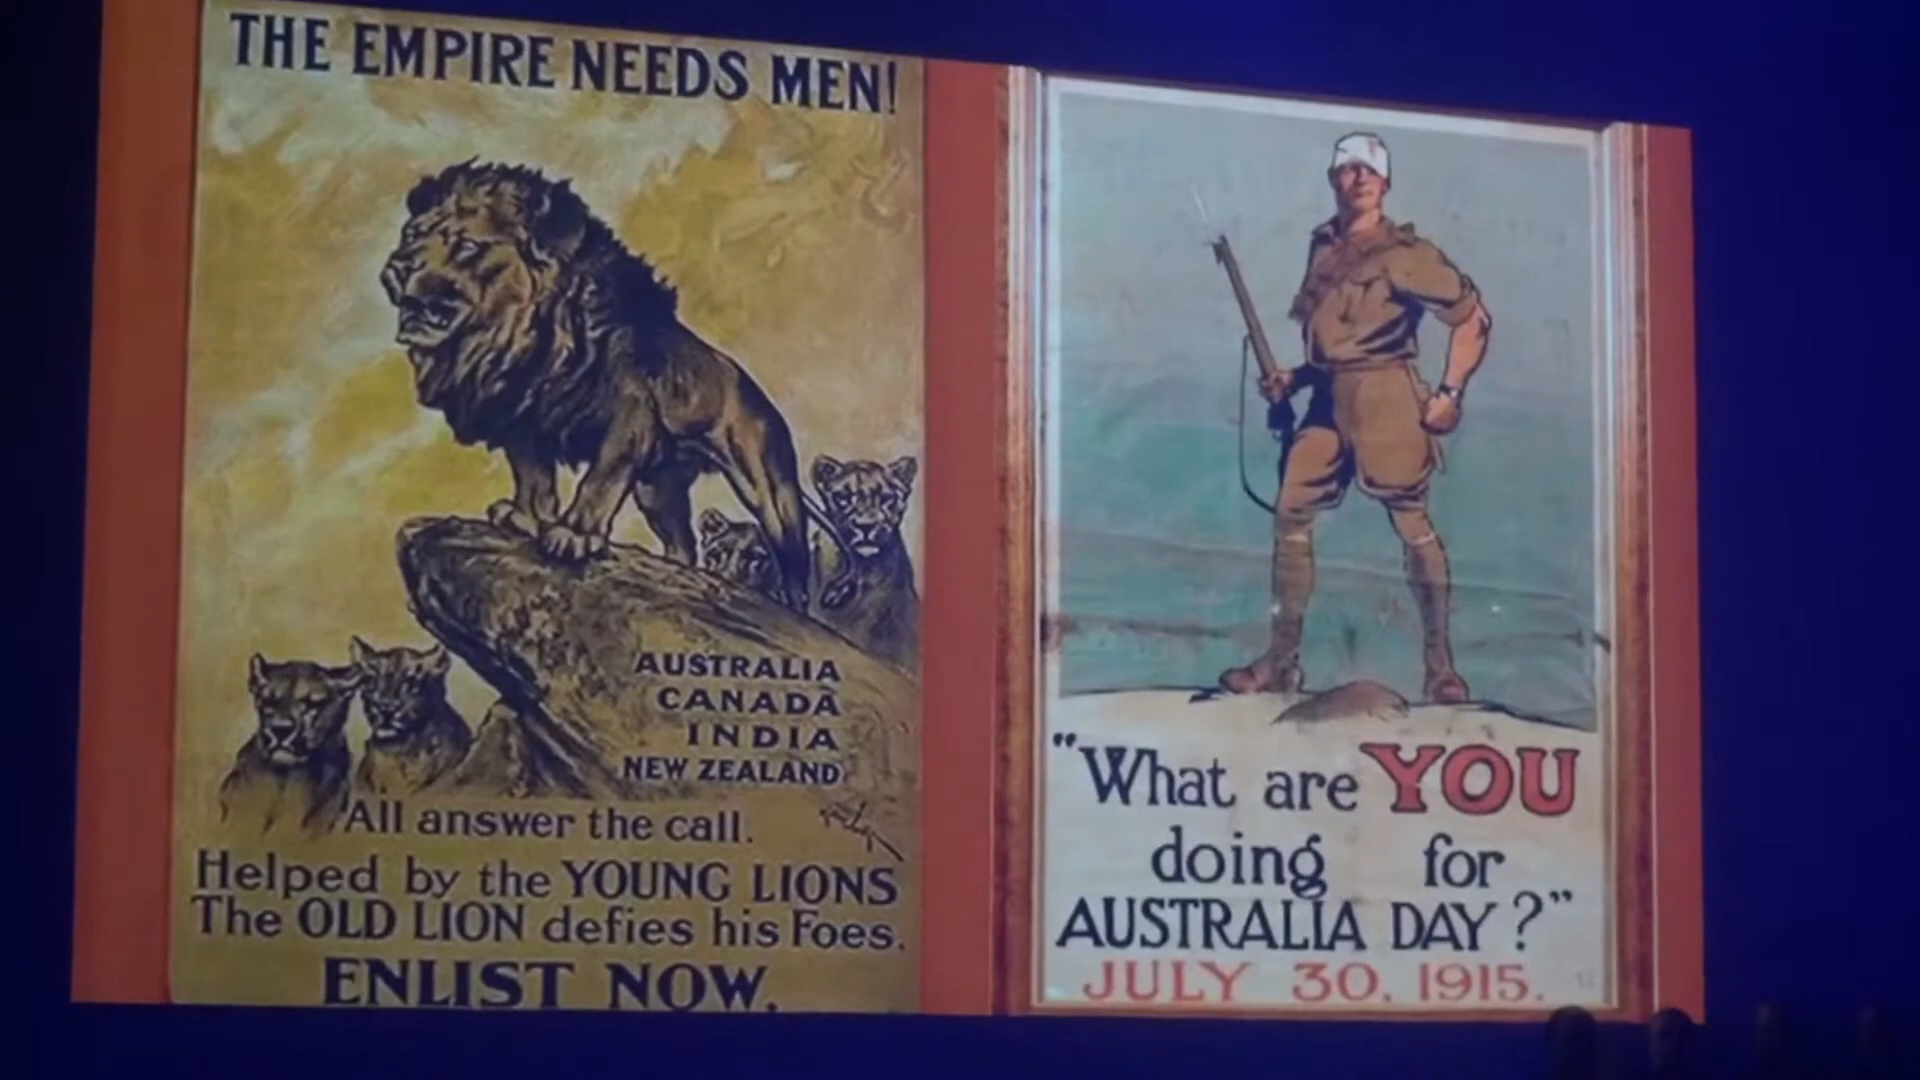 THE EMPIRE NEEDS MEN!
AUSTRALIA
CANADA
INDIA
NEW ZEALAND
All answer the call.
Helped by the YOUNG LIONS
The OLD LION defies his Foes.
ENLIST NOW.
"What are YOU
doing for
AUSTRALIA DAY?"
JULY 30, 1915.